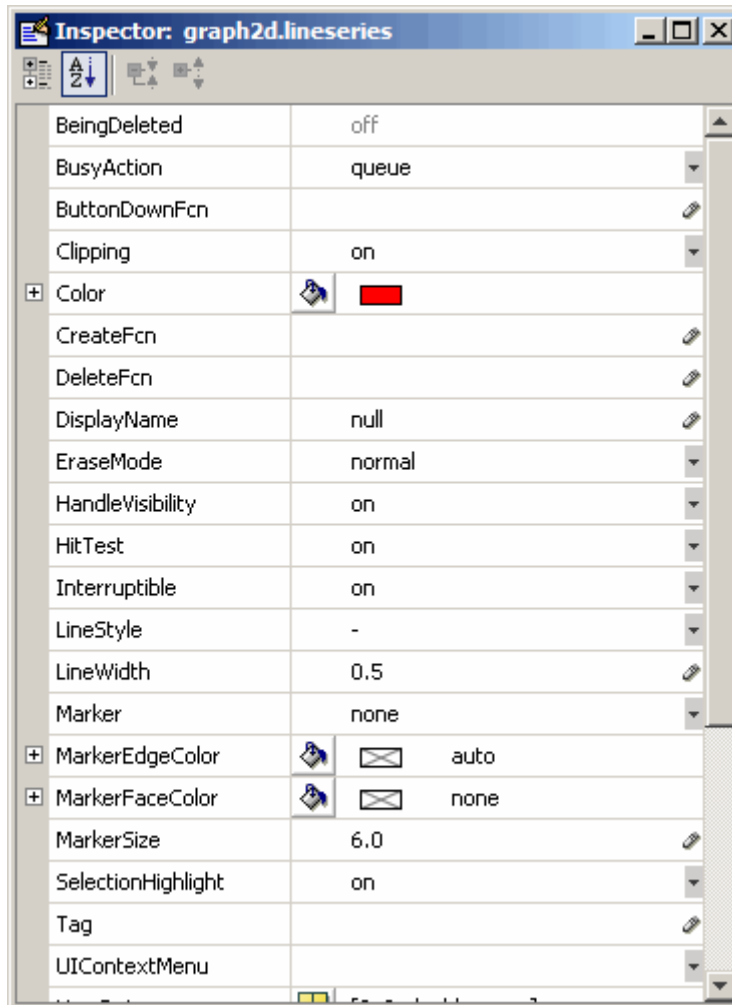 Inspector: graph2d.lineseries
A
Z
BeingDeleted off
BusyAction queue
ButtonDownFcn
Clipping on
Color
CreateFcn
DeleteFcn
DisplayName null
EraseMode normal
HandleVisibility on
HitTest on
Interruptible on
LineStyle -
LineWidth 0.5
Marker none
MarkerEdgeColor auto
MarkerFaceColor none
MarkerSize 6.0
SelectionHighlight on
Tag
UIContextMenu